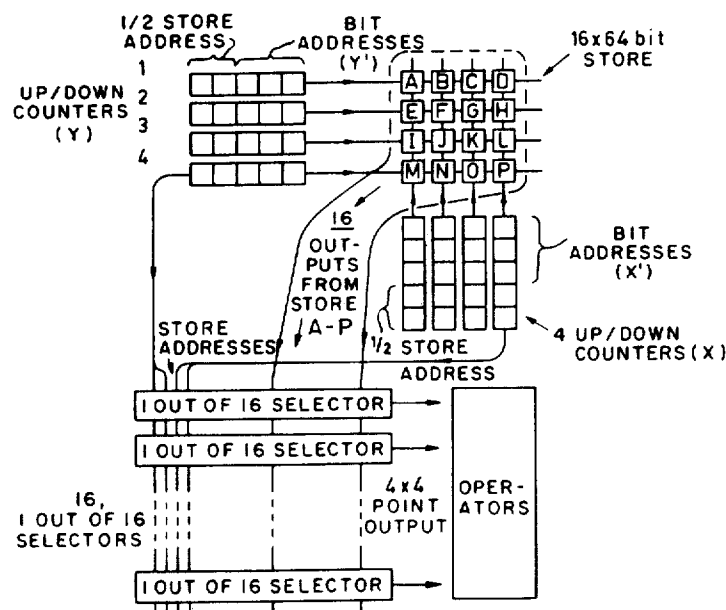 1/2 STORE
ADDRESS
BIT
ADDRESSES
(Y')
16x64 bit
STORE
UP/DOWN
COUNTERS
(Y)
1
2
3
4
A B C D
E F G H
I J K L
M N O P
16
OUT-
PUTS
FROM
STORE
A-P
BIT
ADDRESSES
(X')
1/2 STORE
ADDRESS
4 UP/DOWN
COUNTERS (X)
STORE
ADDRESSES
1 OUT OF 16 SELECTOR
1 OUT OF 16 SELECTOR
16,
1 OUT OF 16
SELECTORS
4x4
POINT
OUTPUT
OPER-
ATORS
1 OUT OF 16 SELECTOR